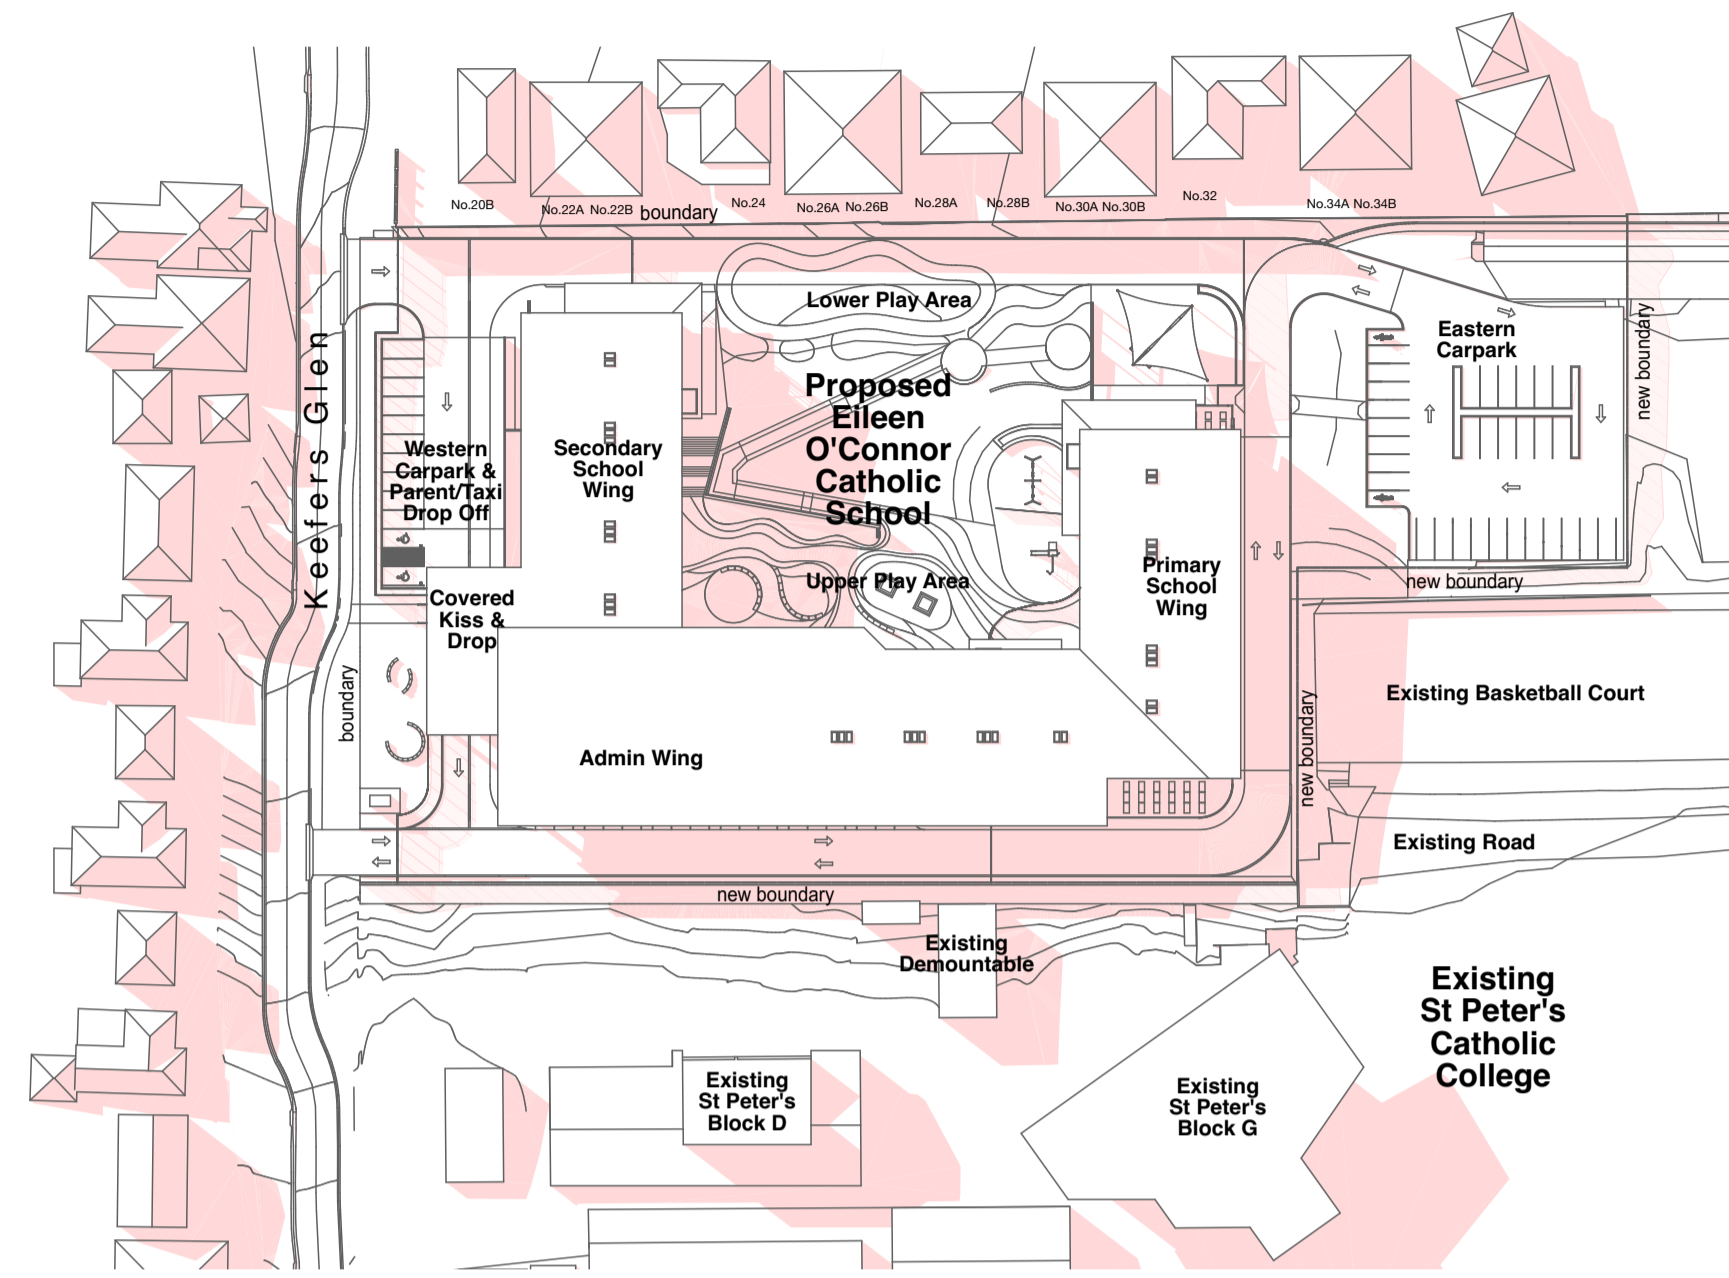 No.20B
No.22A No.22B
boundary
No.24
No.26A No.26B
No.28A
No.28B
No.30A No.30B
No.32
No.34A No.34B
Lower Play Area
Eastern
Carpark
new boundary
Keefers Glen
Proposed
Eileen
O'Connor
Catholic
School
Western
Carpark &
Parent/Taxi
Drop Off
Secondary
School
Wing
Upper Play Area
Primary
School
Wing
new boundary
Covered
Kiss &
Drop
boundary
Admin Wing
new boundary
Existing Basketball Court
Existing Road
new boundary
Existing
Demountable
Existing
St Peter's
Catholic
College
Existing
St Peter's
Block D
Existing
St Peter's
Block G